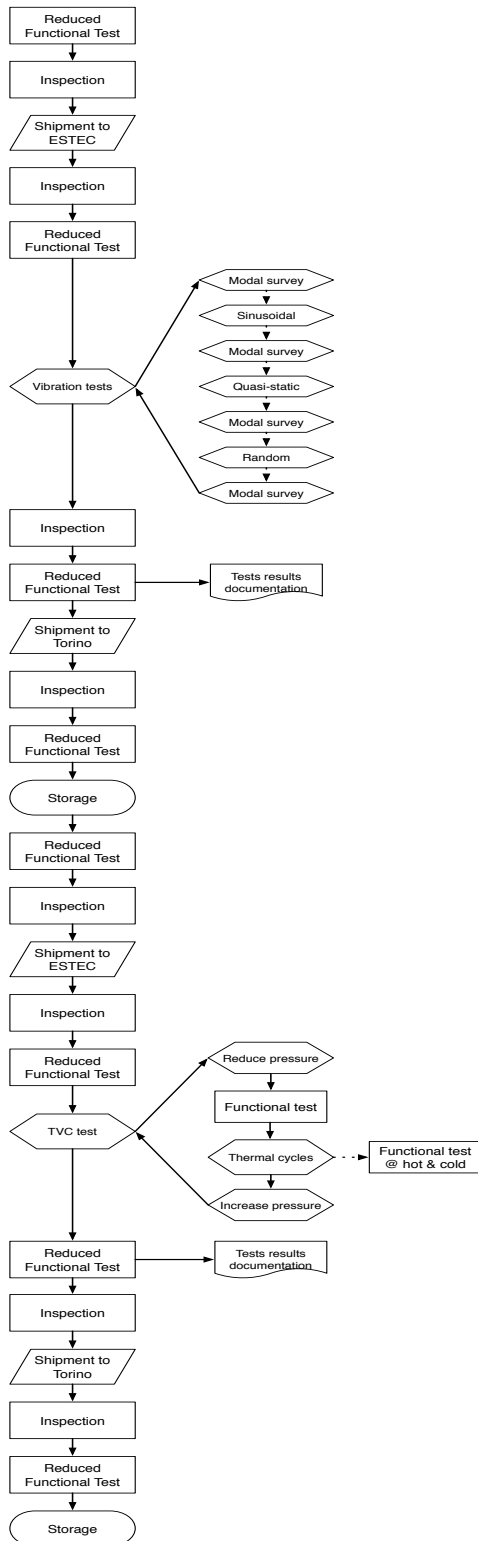 Reduced
Functional Test
Inspection
Shipment to
ESTEC
Inspection
Reduced
Functional Test
Vibration tests
Modal survey
Sinusoidal
Modal survey
Quasi-static
Modal survey
Random
Modal survey
Inspection
Reduced
Functional Test
Tests results
documentation
Shipment to
Torino
Inspection
Reduced
Functional Test
Storage
Reduced
Functional Test
Inspection
Shipment to
ESTEC
Inspection
Reduced
Functional Test
TVC test
Reduce pressure
Functional test
Thermal cycles
Functional test
@ hot & cold
Increase pressure
Reduced
Functional Test
Tests results
documentation
Inspection
Shipment to
Torino
Inspection
Reduced
Functional Test
Storage